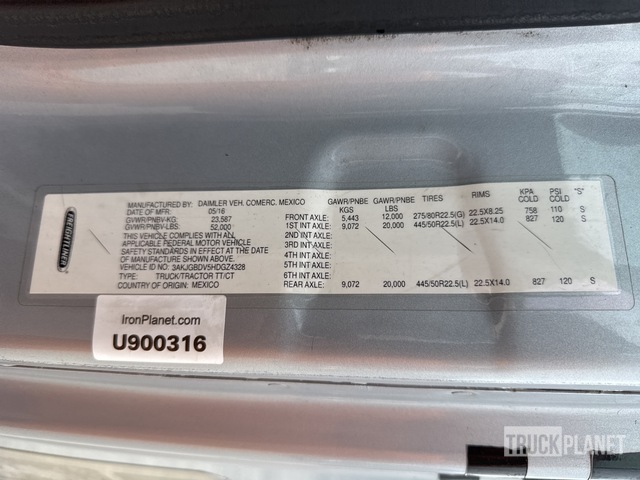 FREIGHTLINER
MANUFACTURED BY: DAIMLER VEH. COMERC. MEXICO
DATE OF MFR: 05/16
GVWR/PNBV-KG: 23,587
GVWR/PNBV-LBS: 52,000
THIS VEHICLE COMPLIES WITH ALL
APPLICABLE FEDERAL MOTOR VEHICLE
SAFETY STANDARDS IN EFFECT AS OF DATE
OF MANUFACTURE SHOWN ABOVE.
VEHICLE ID NO: 3AKJGBDV5HDGZ4328
TYPE: TRUCK/TRACTOR TT/CT
COUNTRY OF ORIGIN: MEXICO
GAWR/PNBE KGS GAWR/PNBE LBS TIRES RIMS KPA COLD PSI COLD "S"
FRONT AXLE: 5,443 12,000 275/80R22.5(G) 22.5X8.25 758 110 S
1ST INT AXLE: 9,072 20,000 445/50R22.5(L) 22.5X14.0 827 120 S
2ND INT AXLE:
3RD INT AXLE:
4TH INT AXLE:
5TH INT AXLE:
6TH INT AXLE:
REAR AXLE: 9,072 20,000 445/50R22.5(L) 22.5X14.0 827 120 S
IronPlanet.com
U900316
TRUCKPLANET